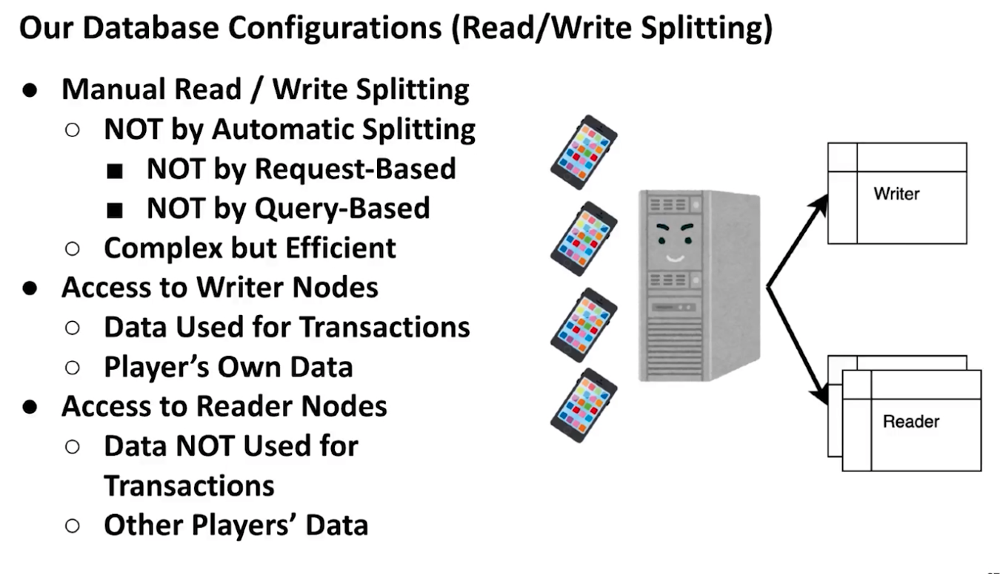 Our Database Configurations (Read/Write Splitting)
● Manual Read / Write Splitting
○ NOT by Automatic Splitting
■ NOT by Request-Based
■ NOT by Query-Based
○ Complex but Efficient
● Access to Writer Nodes
○ Data Used for Transactions
○ Player’s Own Data
● Access to Reader Nodes
○ Data NOT Used for
Transactions
○ Other Players’ Data
Writer
Reader